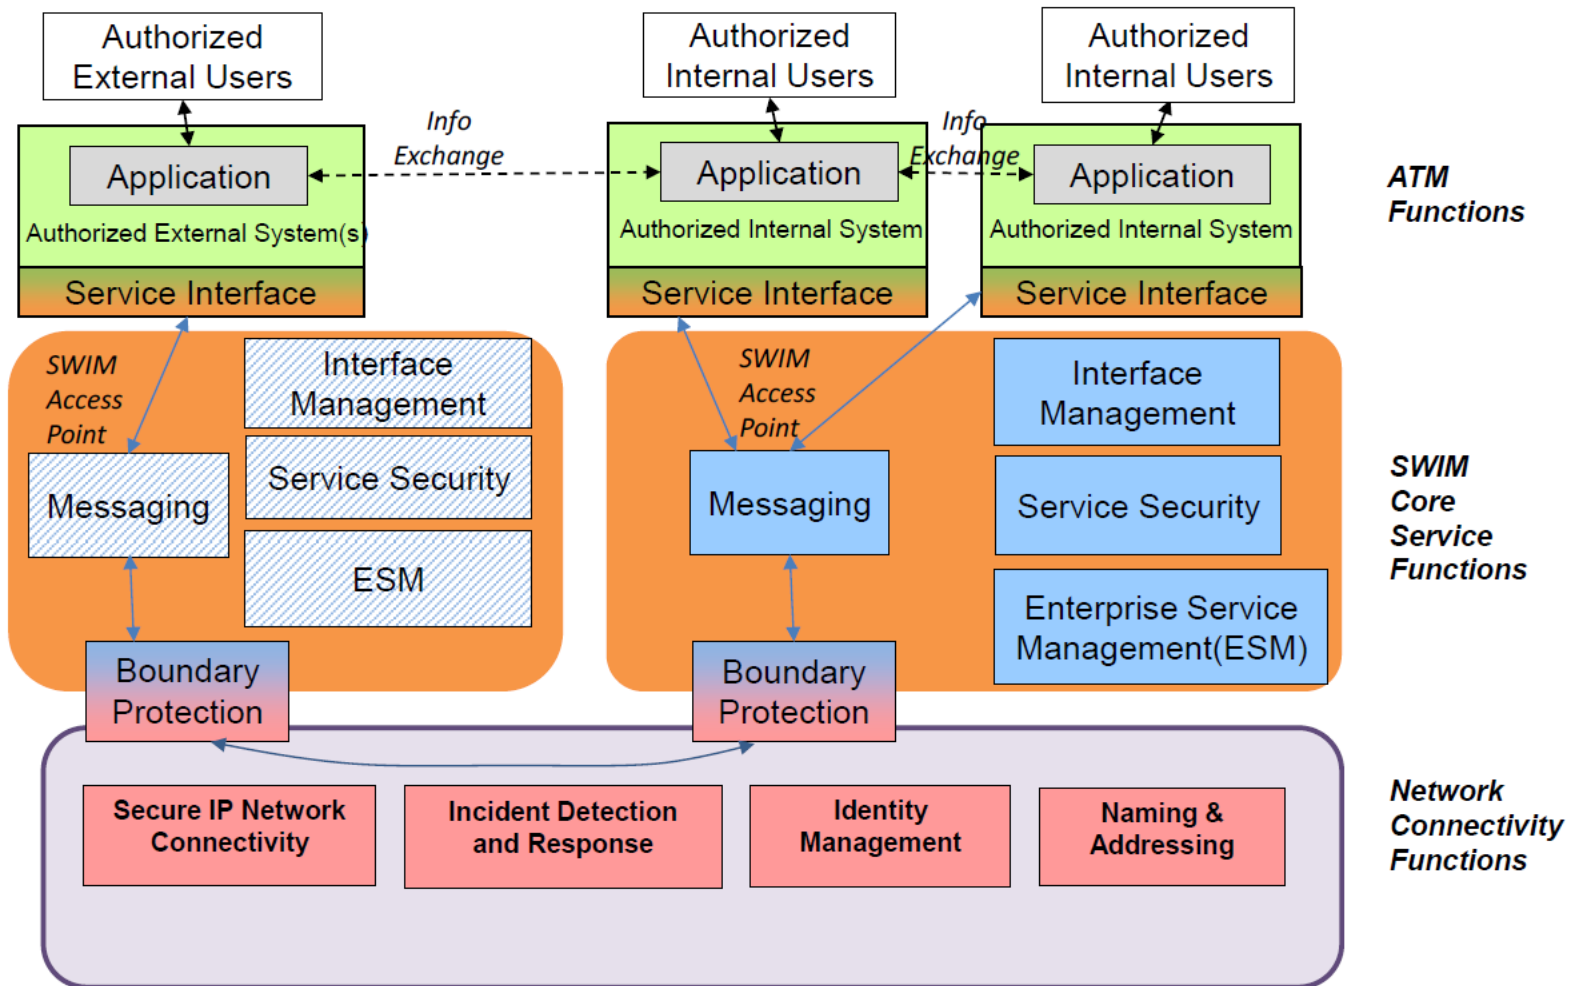 Authorized
External Users
Authorized
Internal Users
Authorized
Internal Users
Info
Exchange
Info
Exchange
Application
Application
Application
Authorized External System(s)
Authorized Internal System
Authorized Internal System
Service Interface
Service Interface
Service Interface
ATM
Functions
SWIM
Access
Point
Interface
Management
Messaging
Service Security
ESM
SWIM
Access
Point
Interface
Management
Messaging
Service Security
Enterprise Service
Management(ESM)
SWIM
Core
Service
Functions
Boundary
Protection
Boundary
Protection
Secure IP Network
Connectivity
Incident Detection
and Response
Identity
Management
Naming &
Addressing
Network
Connectivity
Functions